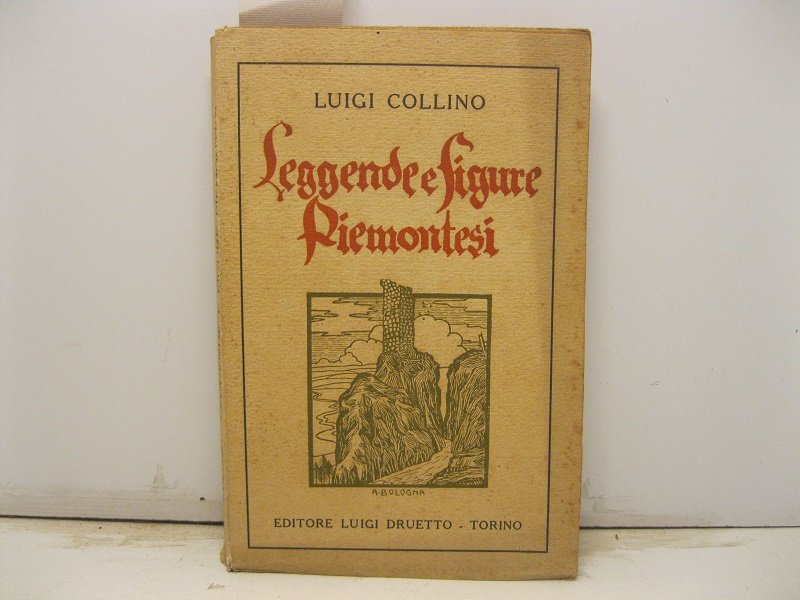 LUIGI COLLINO
Leggende e figure
Piemontesi
A·BOLOGNA
EDITORE LUIGI DRUETTO - TORINO